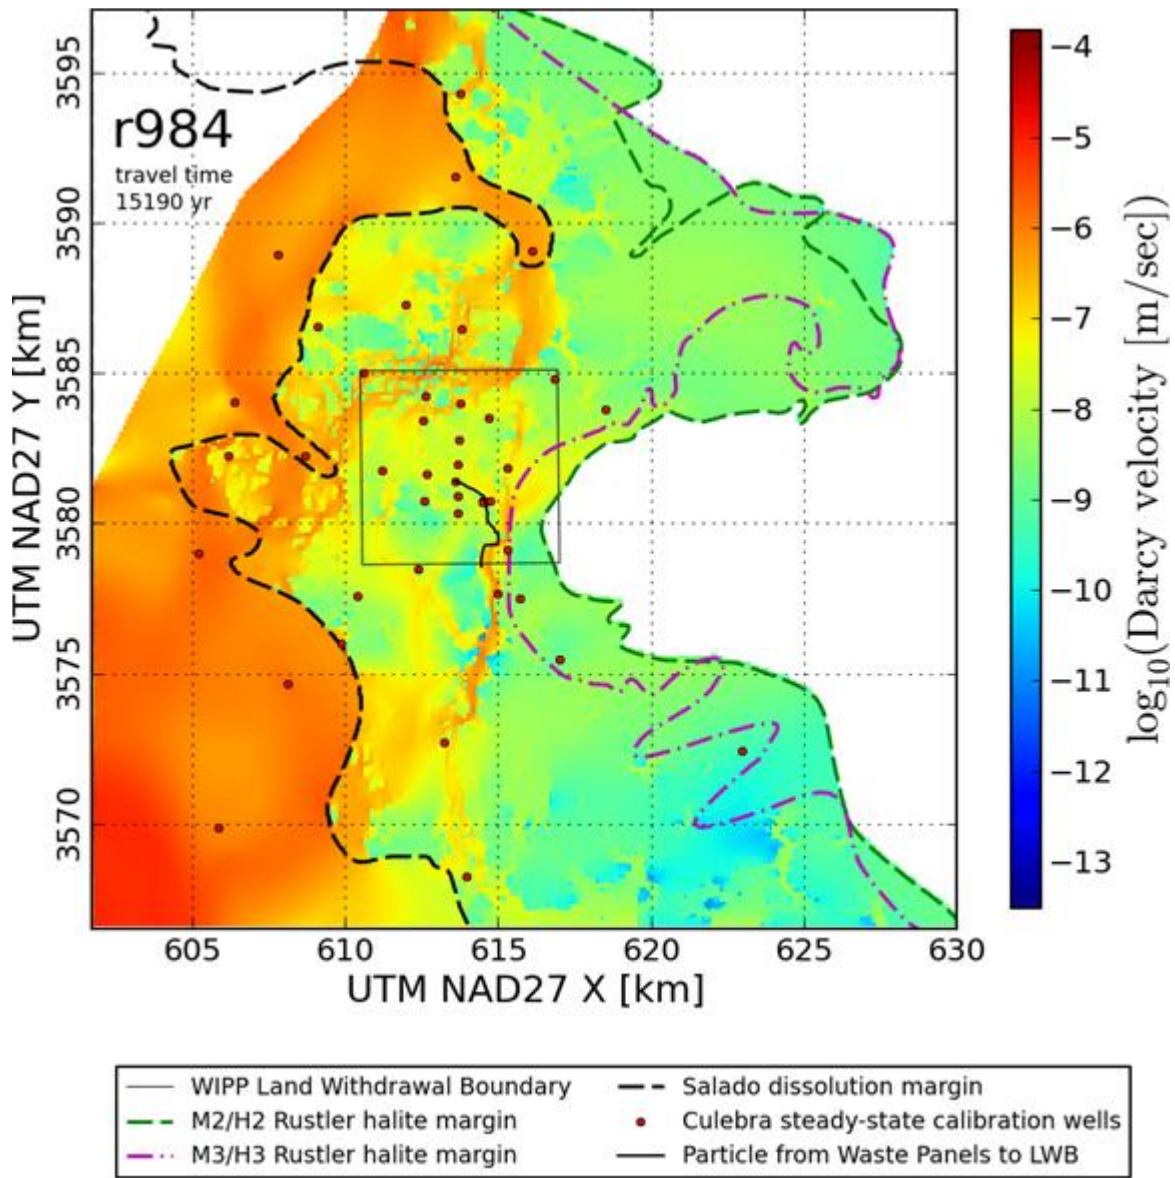 r984
travel time
15190 yr
UTM NAD27 Y [km]
3595
3590
3585
3580
3575
3570
605
610
615
620
625
630
UTM NAD27 X [km]
−4
−5
−6
−7
−8
−9
−10
−11
−12
−13
log10(Darcy velocity [m/sec])
WIPP Land Withdrawal Boundary
M2/H2 Rustler halite margin
M3/H3 Rustler halite margin
Salado dissolution margin
Culebra steady-state calibration wells
Particle from Waste Panels to LWB